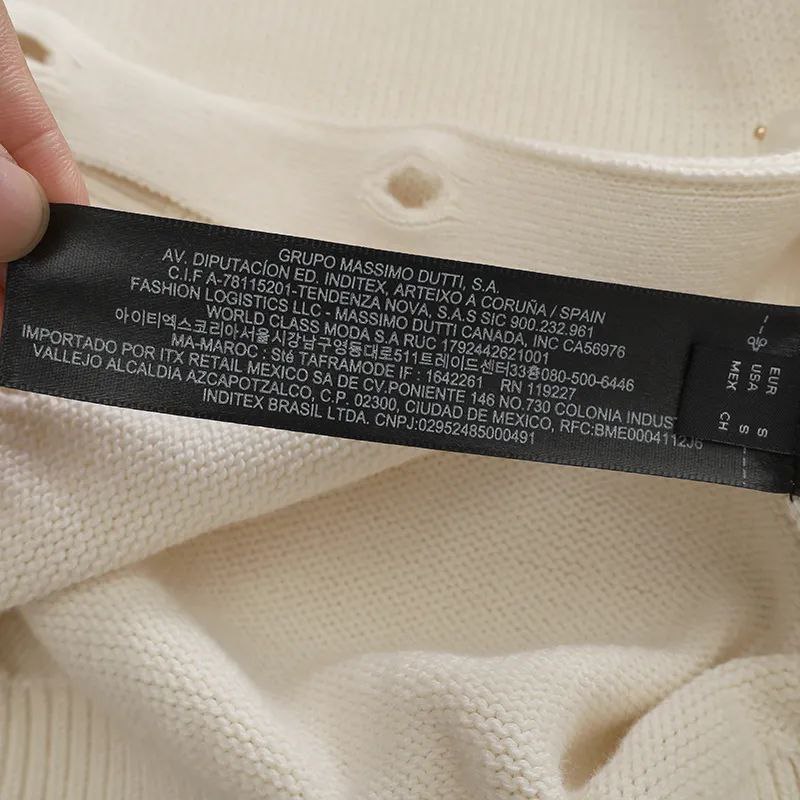 GRUPO MASSIMO DUTTI, S.A.
AV. DIPUTACION ED. INDITEX, ARTEIXO A CORUÑA / SPAIN
C.I.F A-78115201-TENDENZA NOVA, S.A.S SIC 900.232.961
FASHION LOGISTICS LLC - MASSIMO DUTTI CANADA, INC CA56976
WORLD CLASS MODA S.A RUC 1792442621001
아이티엑스코리아서울시강남구영동대로511트레이드센터33층080-500-6446
MA-MAROC : Sté TAFRAMODE IF : 1642261 RN 119227
IMPORTADO POR ITX RETAIL MEXICO SA DE CV.PONIENTE 146 NO.730 COLONIA INDUST
VALLEJO ALCALDIA AZCAPOTZALCO, C.P. 02300, CIUDAD DE MEXICO, RFC:BME0004112J6
INDITEX BRASIL LTDA. CNPJ:02952485000491
EUR S
USA S
MEX CH